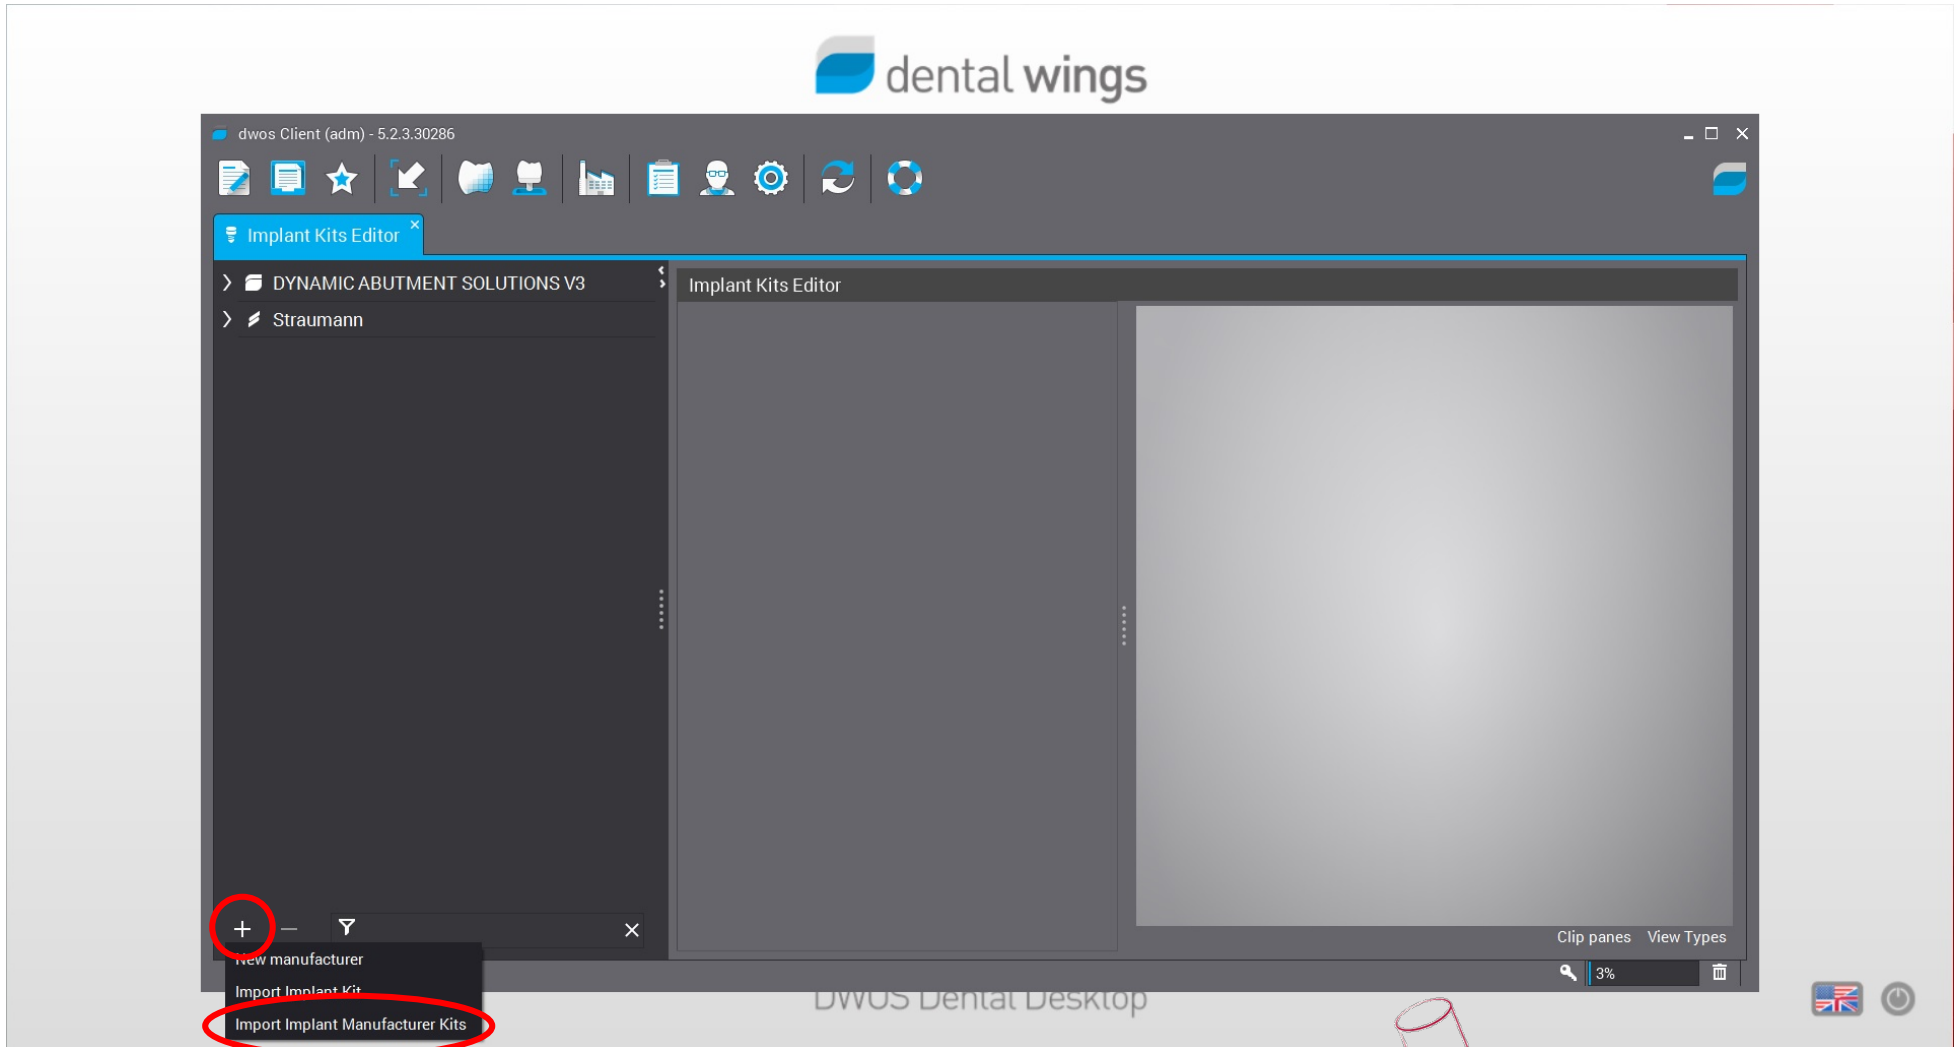 dental wings
dwos Client (adm) - 5.2.3.30286
Implant Kits Editor
DYNAMIC ABUTMENT SOLUTIONS V3
Straumann
Implant Kits Editor
Clip panes View Types
3%
New manufacturer
Import Implant Kit
Import Implant Manufacturer Kits
DWOS Dental Desktop